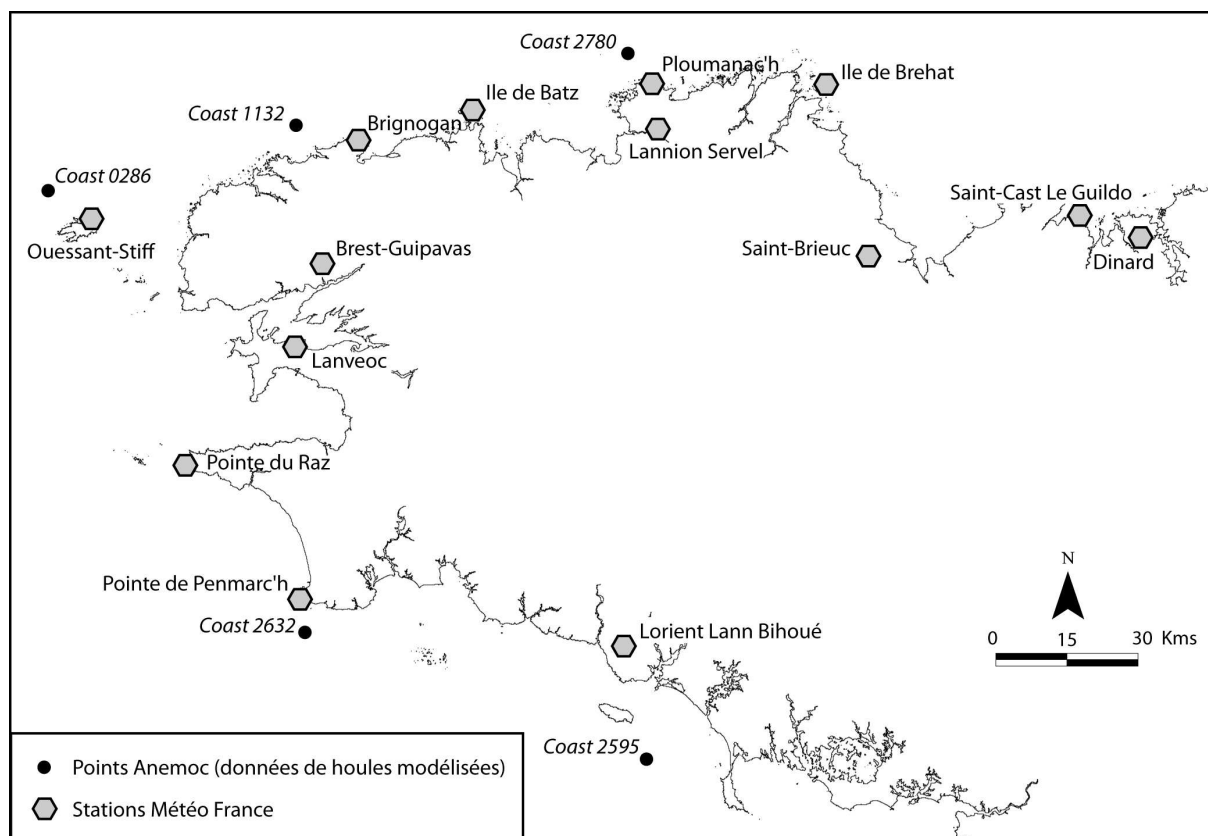 Coast 2780
Ploumanac'h
Ile de Brehat
Ile de Batz
Coast 1132
Brignogan
Lannion Servel
Coast 0286
Saint-Cast Le Guildo
Ouessant-Stiff
Brest-Guipavas
Saint-Brieuc
Dinard
Lanveoc
Pointe du Raz
N
Pointe de Penmarc'h
Coast 2632
Lorient Lann Bihoué
0 15 30 Kms
Coast 2595
Points Anemoc (données de houles modélisées)
Stations Météo France